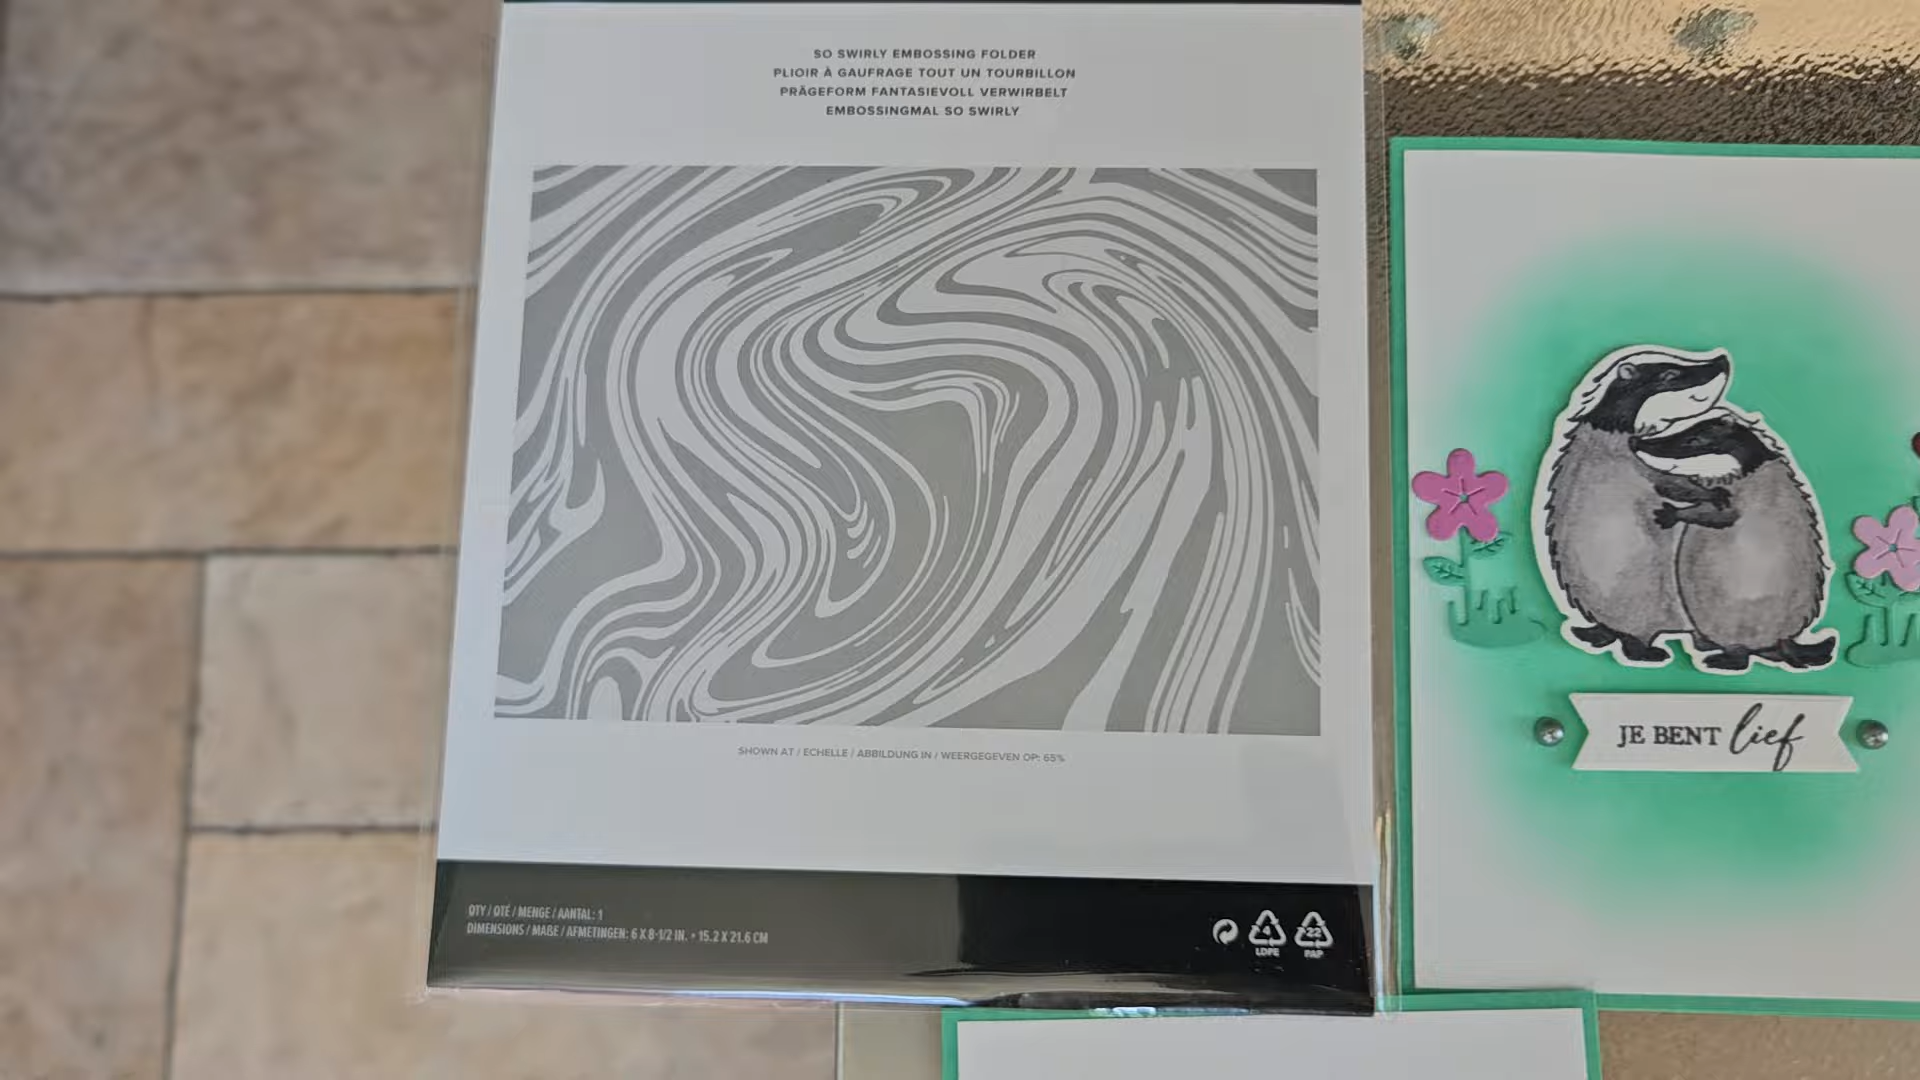 SO SWIRLY EMBOSSING FOLDER
PLIOIR À GAUFRAGE TOUT UN TOURBILLON
PRÄGEFORM FANTASIEVOLL VERWIRBELT
EMBOSSINGMAL SO SWIRLY
SHOWN AT / ECHELLE / ABBILDUNG IN / WEERGEGEVEN OP: 65%
QTY / QTÉ / MENGE / AANTAL: 1
DIMENSIONS / MAßE / AFMETINGEN: 6 X 8-1/2 IN. • 15.2 X 21.6 CM
4
LDPE
22
PAP
JE BENT lief